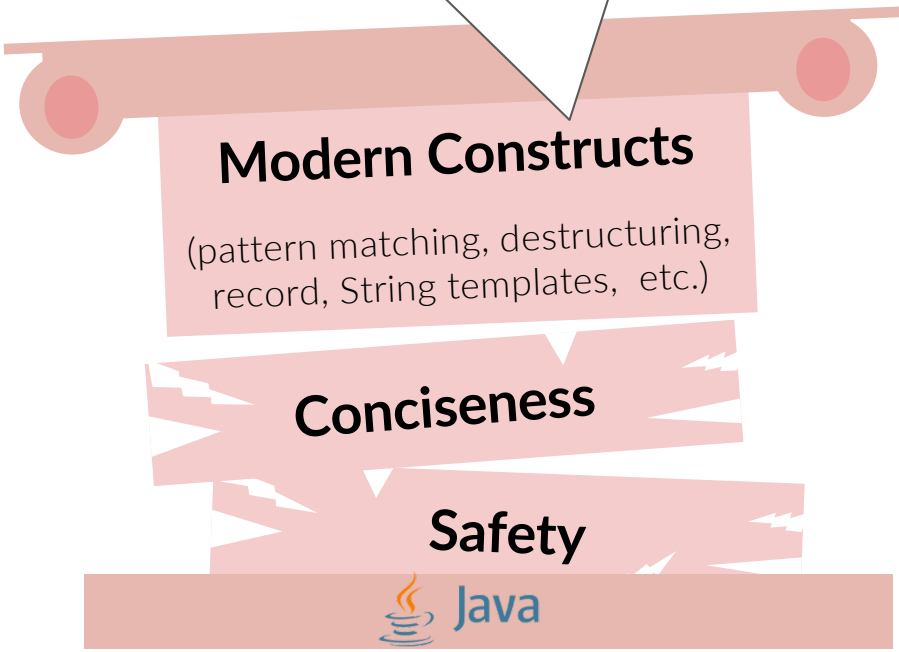 Modern Constructs
(pattern matching, destructuring,
record, String templates, etc.)
Conciseness
Safety
Java